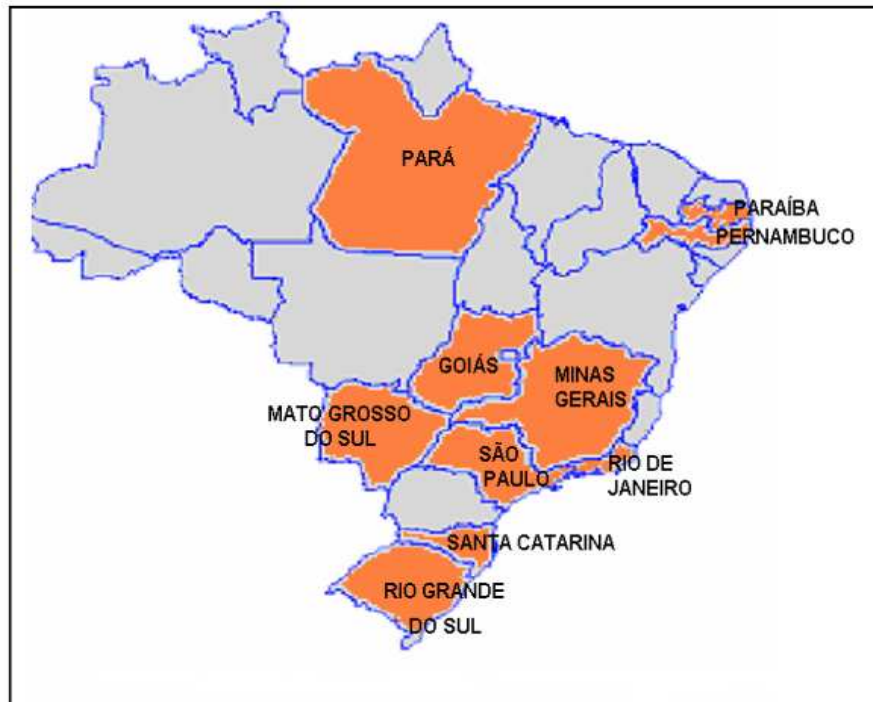 PARÁ
PARAÍBA
PERNAMBUCO
GOIÁS
MINAS
GERAIS
MATO GROSSO
DO SUL
SÃO
PAULO
RIO DE
JANEIRO
SANTA CATARINA
RIO GRANDE
DO SUL